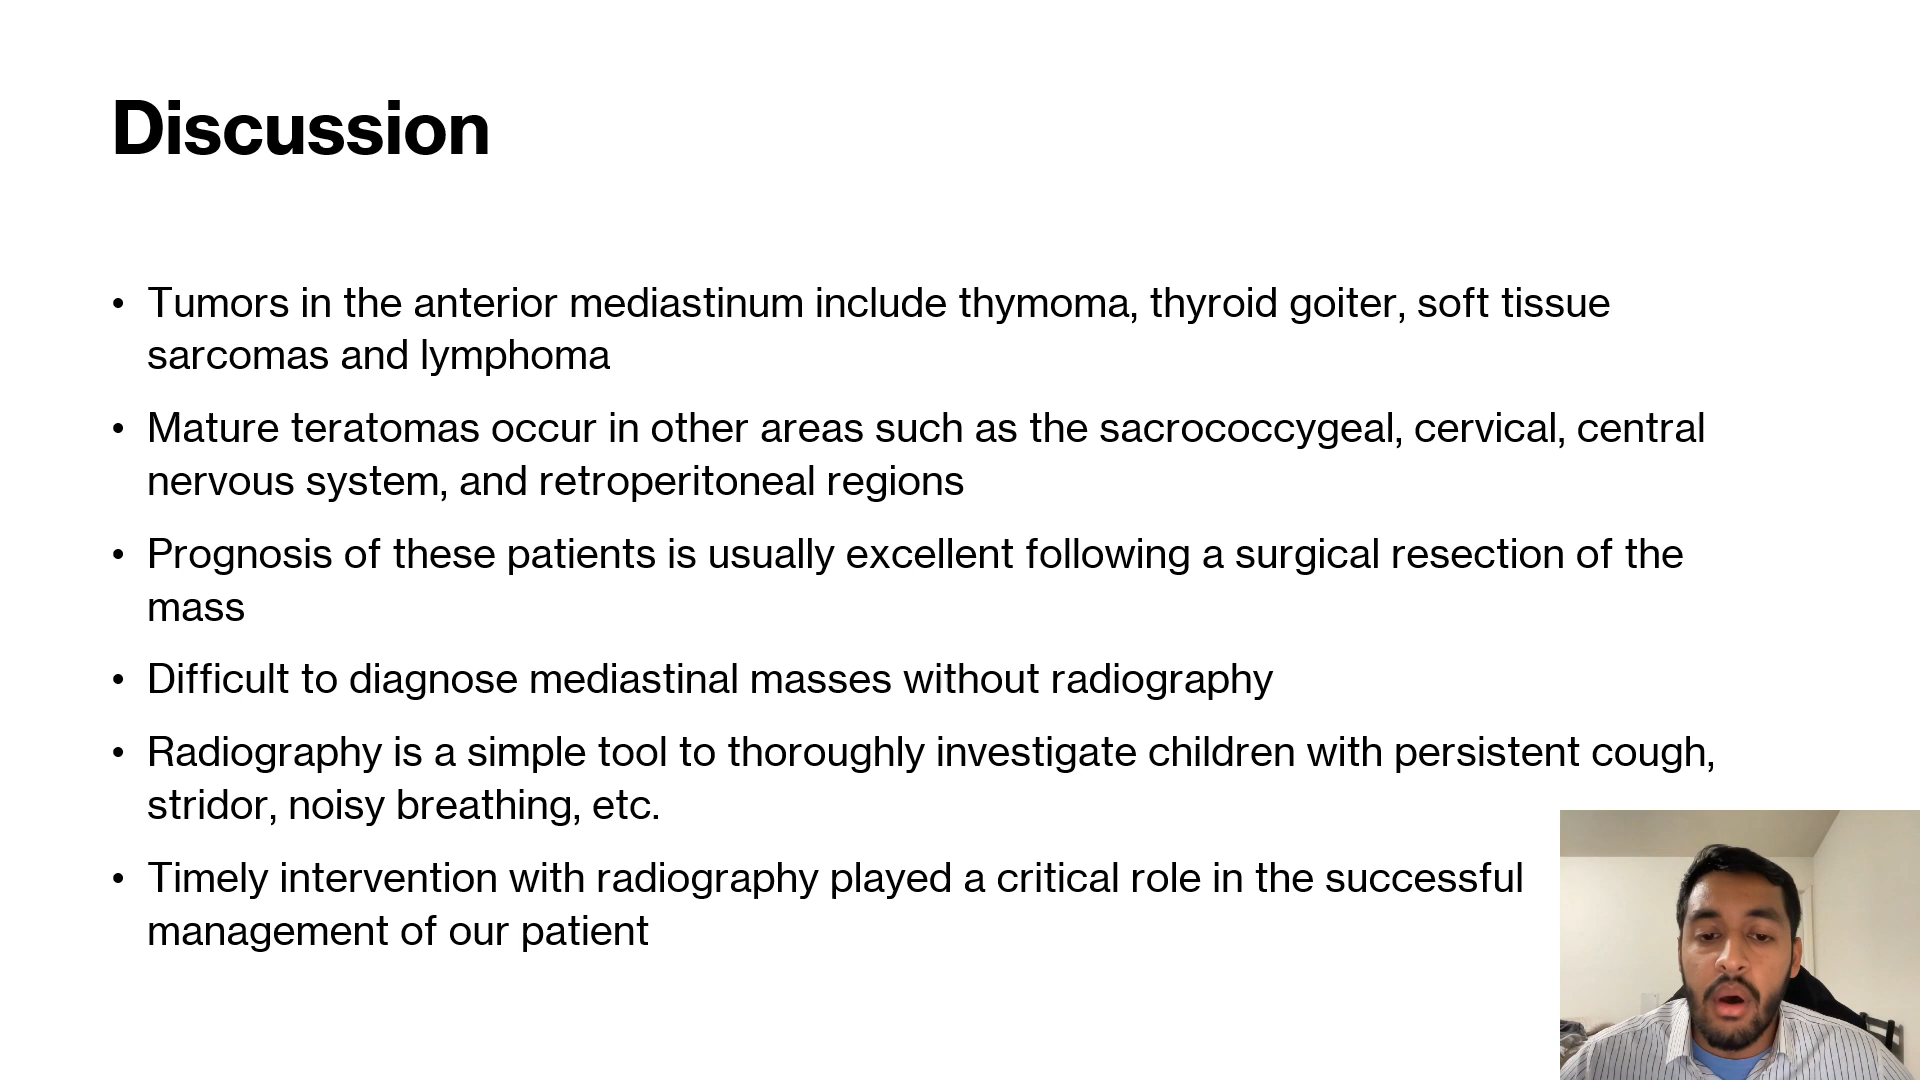 Discussion
• Tumors in the anterior mediastinum include thymoma, thyroid goiter, soft tissue
sarcomas and lymphoma
• Mature teratomas occur in other areas such as the sacrococcygeal, cervical, central
nervous system, and retroperitoneal regions
• Prognosis of these patients is usually excellent following a surgical resection of the
mass
• Difficult to diagnose mediastinal masses without radiography
• Radiography is a simple tool to thoroughly investigate children with persistent cough,
stridor, noisy breathing, etc.
• Timely intervention with radiography played a critical role in the successful
management of our patient